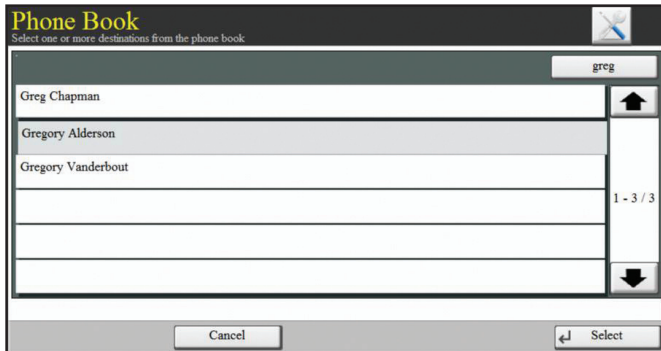 Phone Book
Select one or more destinations from the phone book
greg
Greg Chapman
Gregory Alderson
Gregory Vanderbout
1 - 3 / 3
Cancel
Select